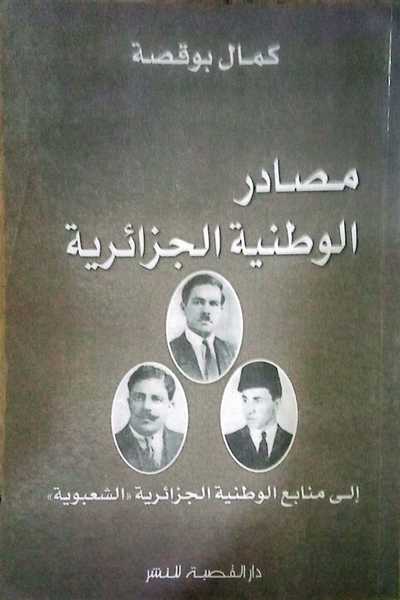 كمال بوقصة
مصادر
الوطنية الجزائرية
إلى منابع الوطنية الجزائرية «الشعبوية»
دار القصبة للنشر